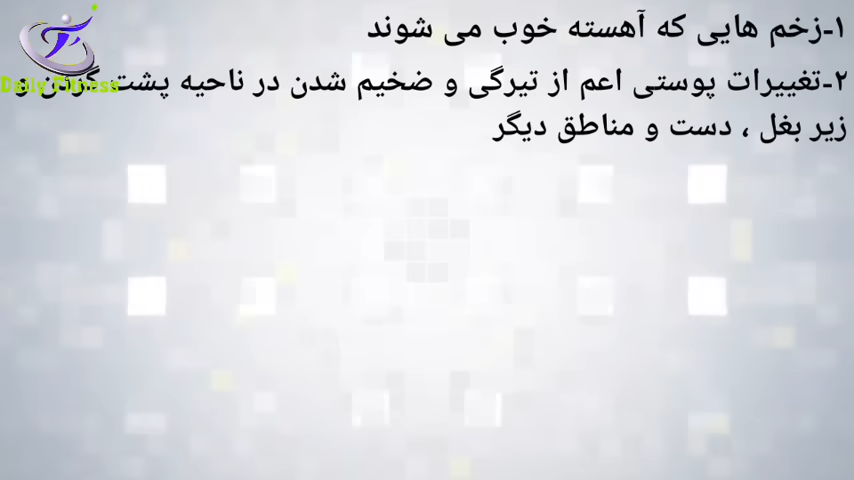 ۱-زخم هایی که آهسته خوب می شوند
۲-تغییرات پوستی اعم از تیرگی و ضخیم شدن در ناحیه پشت گردن و
زیر بغل ، دست و مناطق دیگر
Daily Fitness